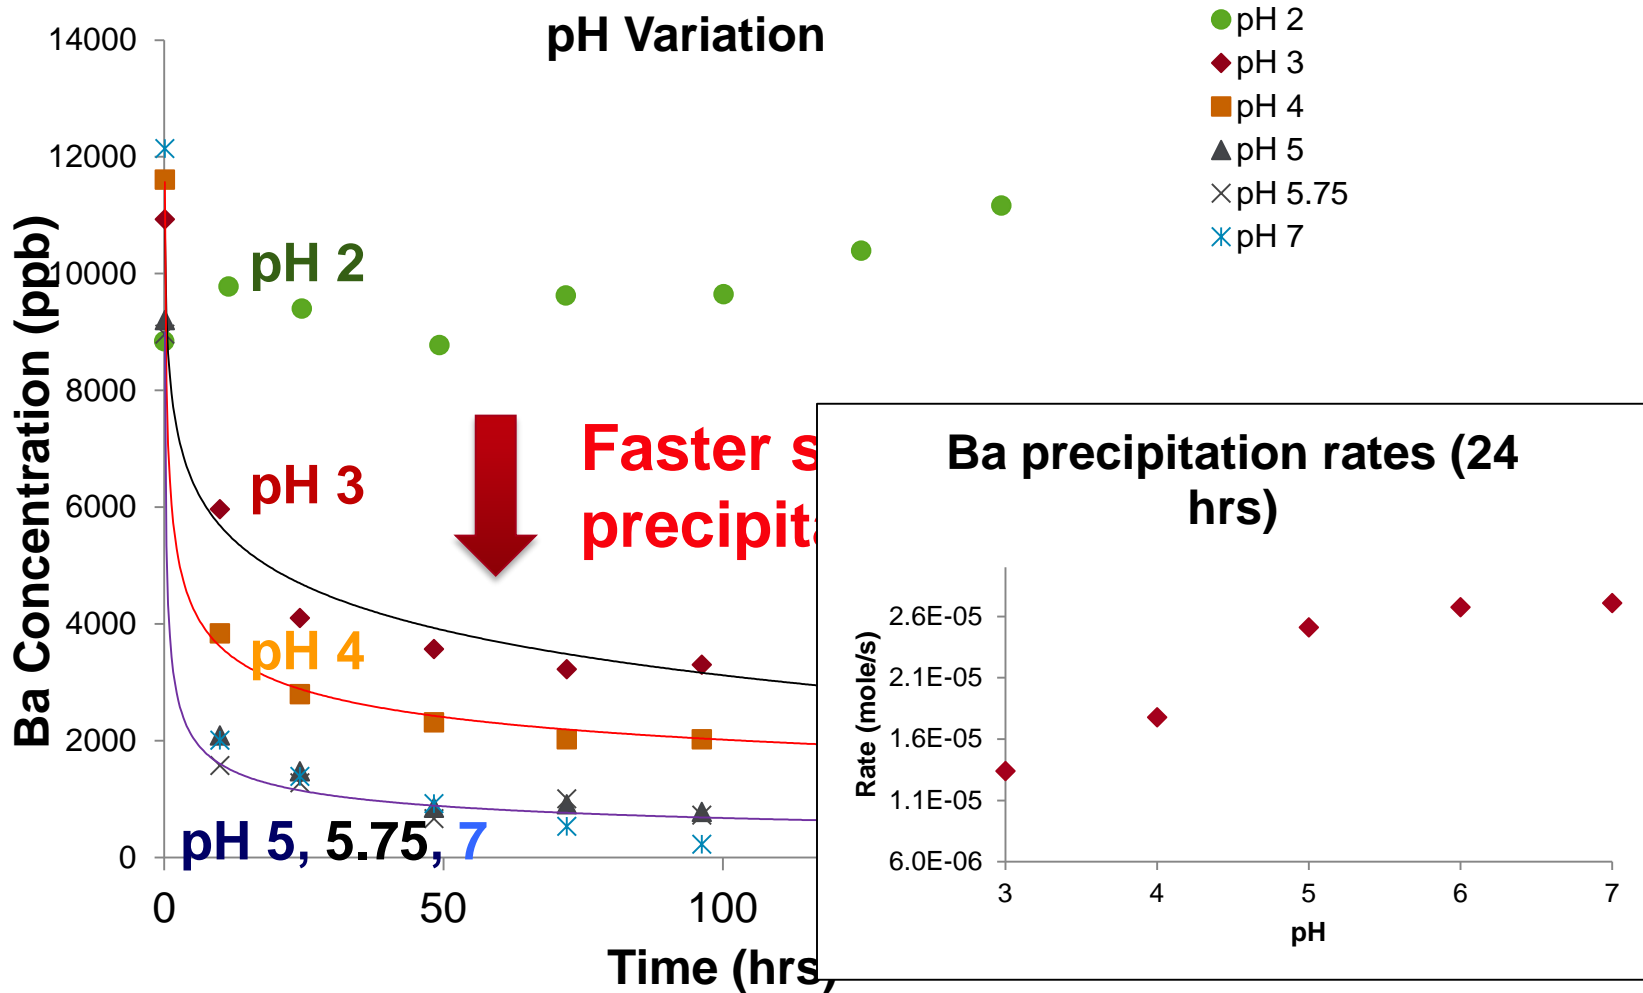 pH Variation
pH 2
pH 3
pH 4
pH 5
pH 5.75
pH 7
14000
12000
10000
8000
6000
4000
2000
0
Ba Concentration (ppb)
pH 2
pH 3
pH 4
pH 5, 5.75, 7
Faster
0
50
100
Time (hrs)
Ba precipitation rates (24
hrs)
2.6E-05
2.1E-05
1.6E-05
1.1E-05
6.0E-06
Rate (mole/s)
3
4
5
6
7
pH